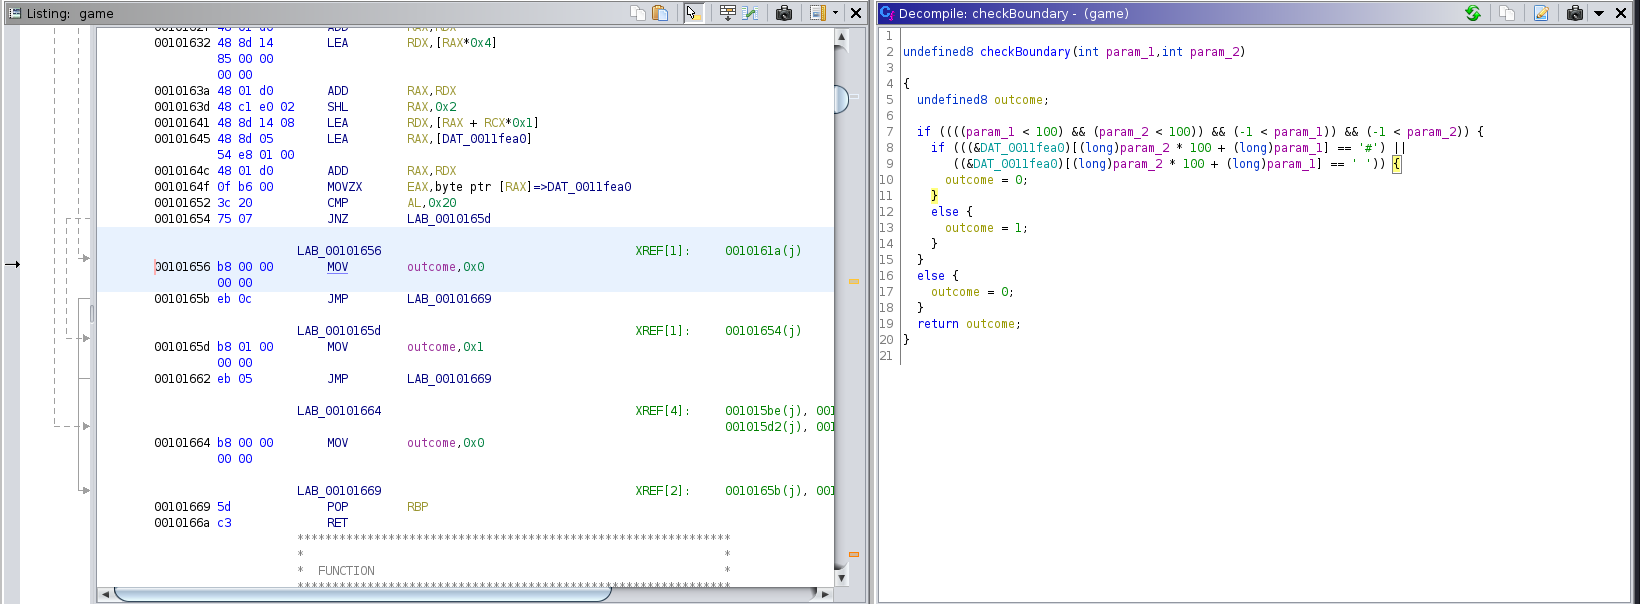 Listing: game
00101632 48 8d 14 LEA RDX,[RAX*0x4]
85 00 00
00 00
0010163a 48 01 d0 ADD RAX,RDX
0010163d 48 c1 e0 02 SHL RAX,0x2
00101641 48 8d 14 08 LEA RDX,[RAX + RCX*0x1]
00101645 48 8d 05 LEA RAX,[DAT_0011fea0]
54 e8 01 00
0010164c 48 01 d0 ADD RAX,RDX
0010164f 0f b6 00 MOVZX EAX,byte ptr [RAX]=>DAT_0011fea0
00101652 3c 20 CMP AL,0x20
00101654 75 07 JNZ LAB_0010165d
LAB_00101656 XREF[1]: 0010161a(j)
00101656 b8 00 00 MOV outcome,0x0
00 00
0010165b eb 0c JMP LAB_00101669
LAB_0010165d XREF[1]: 00101654(j)
0010165d b8 01 00 MOV outcome,0x1
00 00
00101662 eb 05 JMP LAB_00101669
LAB_00101664 XREF[4]: 001015be(j), 001
001015d2(j), 001
00101664 b8 00 00 MOV outcome,0x0
00 00
LAB_00101669 XREF[2]: 0010165b(j), 001
00101669 5d POP RBP
0010166a c3 RET
*************************************************************
* *
* FUNCTION *
*************************************************************
Decompile: checkBoundary - (game)
1
2 undefined8 checkBoundary(int param_1,int param_2)
3
4 {
5 undefined8 outcome;
6
7 if ((((param_1 < 100) && (param_2 < 100)) && (-1 < param_1)) && (-1 < param_2)) {
8 if (((&DAT_0011fea0)[(long)param_2 * 100 + (long)param_1] == '#') ||
9 ((&DAT_0011fea0)[(long)param_2 * 100 + (long)param_1] == ' ')) {
10 outcome = 0;
11 }
12 else {
13 outcome = 1;
14 }
15 }
16 else {
17 outcome = 0;
18 }
19 return outcome;
20 }
21